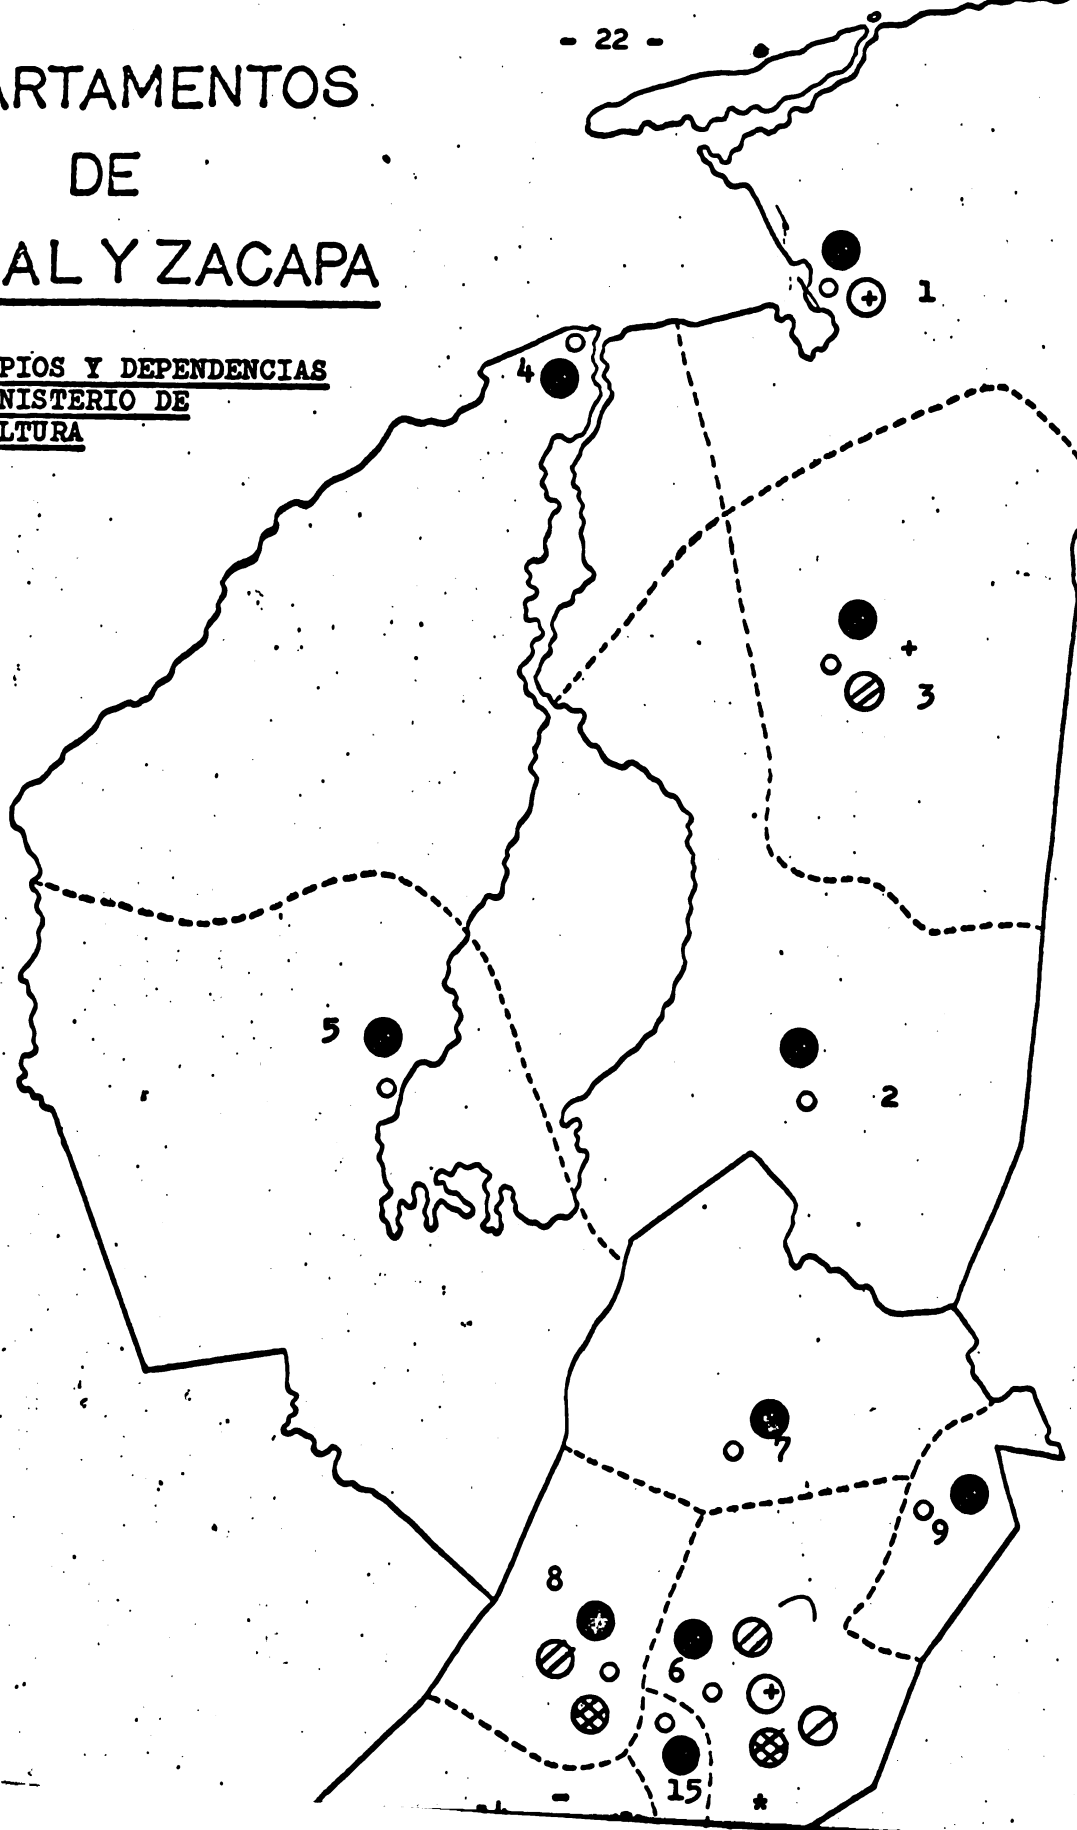 - 22 -
ARTAMENTOS
DE
AL Y ZACAPA
PIOS Y DEPENDENCIAS
NISTERIO DE
LTURA
1
4
3
5
2
7
9
8
6
15